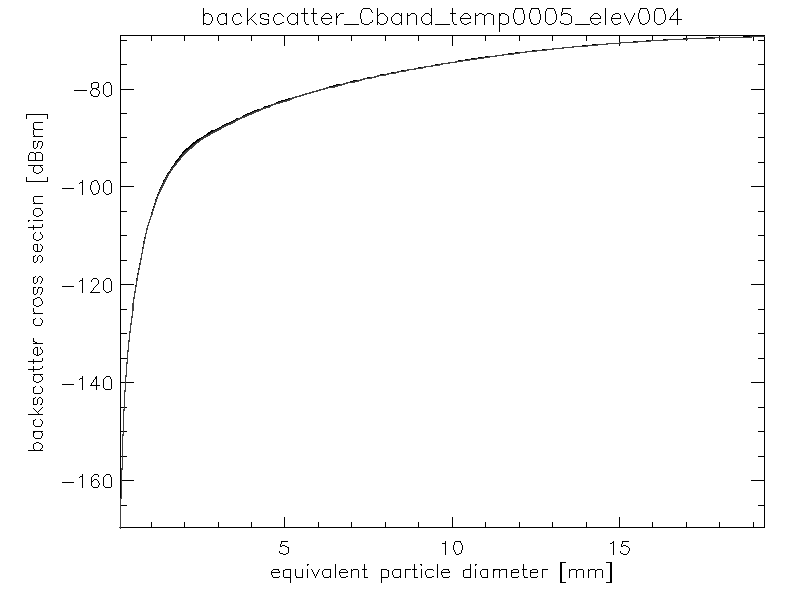 backscatter_Cband_temp0005_elev004
-80
-100
-120
-140
-160
backscatter cross section [dBsm]
5 10 15
equivalent particle diameter [mm]